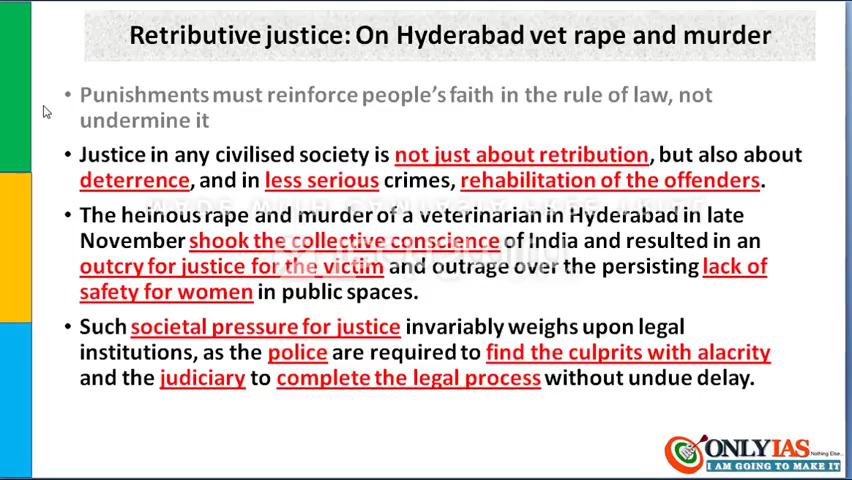 Retributive justice: On Hyderabad vet rape and murder
• Punishments must reinforce people's faith in the rule of law, not
undermine it
• Justice in any civilised society is not just about retribution, but also about
deterrence, and in less serious crimes, rehabilitation of the offenders.
• The heinous rape and murder of a veterinarian in Hyderabad in late
November shook the collective conscience of India and resulted in an
outcry for justice for the victim and outrage over the persisting lack of
safety for women in public spaces.
• Such societal pressure for justice invariably weighs upon legal
institutions, as the police are required to find the culprits with alacrity
and the judiciary to complete the legal process without undue delay.
ONLYIAS
Nothing Else...
I AM GOING TO MAKE IT